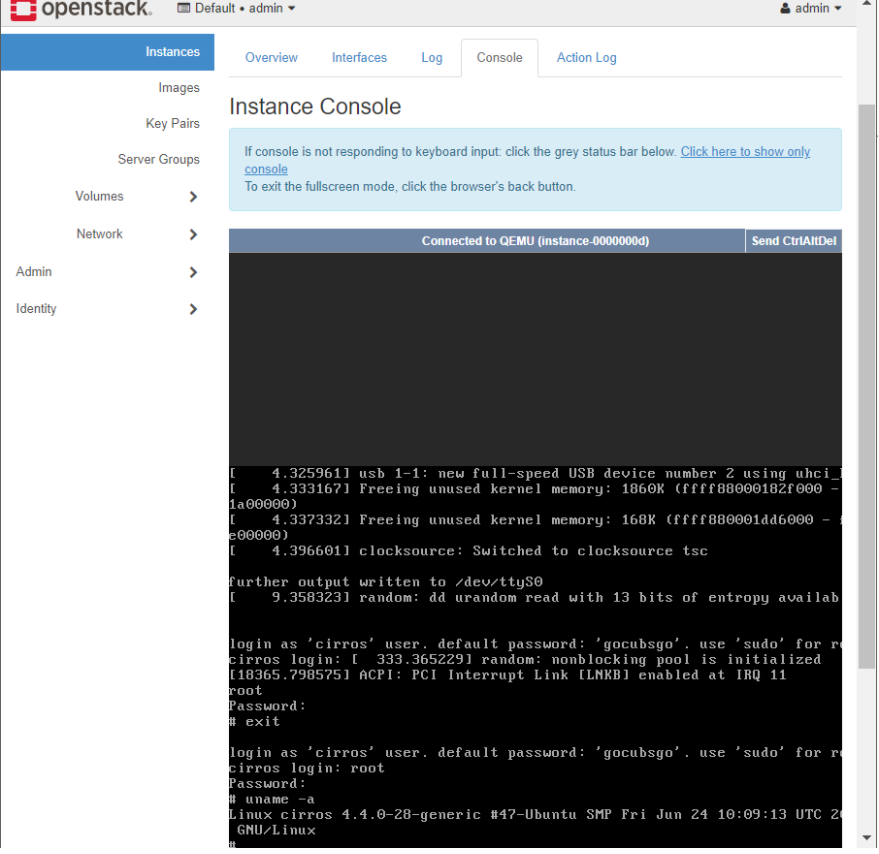 openstack. Default • admin admin
Instances
Images
Key Pairs
Server Groups
Volumes
Network
Admin
Identity
Overview Interfaces Log Console Action Log
Instance Console
If console is not responding to keyboard input: click the grey status bar below. Click here to show only
console
To exit the fullscreen mode, click the browser's back button.
Connected to QEMU (instance-0000000d) Send CtrlAltDel
[    4.325961] usb 1-1: new full-speed USB device number 2 using uhci_
[    4.333167] Freeing unused kernel memory: 1860K (ffff88000182f000 -
1a00000)
[    4.337332] Freeing unused kernel memory: 168K (ffff880001dd6000 -
e00000)
[    4.396601] clocksource: Switched to clocksource tsc
further output written to /dev/ttyS0
[    9.358323] random: dd urandom read with 13 bits of entropy availab
login as 'cirros' user. default password: 'gocubsgo'. use 'sudo' for
cirros login: [  333.365229] random: nonblocking pool is initialized
[18365.798575] ACPI: PCI Interrupt Link [LNKB] enabled at IRQ 11
root
Password:
# exit
login as 'cirros' user. default password: 'gocubsgo'. use 'sudo' for
cirros login: root
Password:
# uname -a
Linux cirros 4.4.0-28-generic #47-Ubuntu SMP Fri Jun 24 10:09:13 UTC
GNU/Linux
#